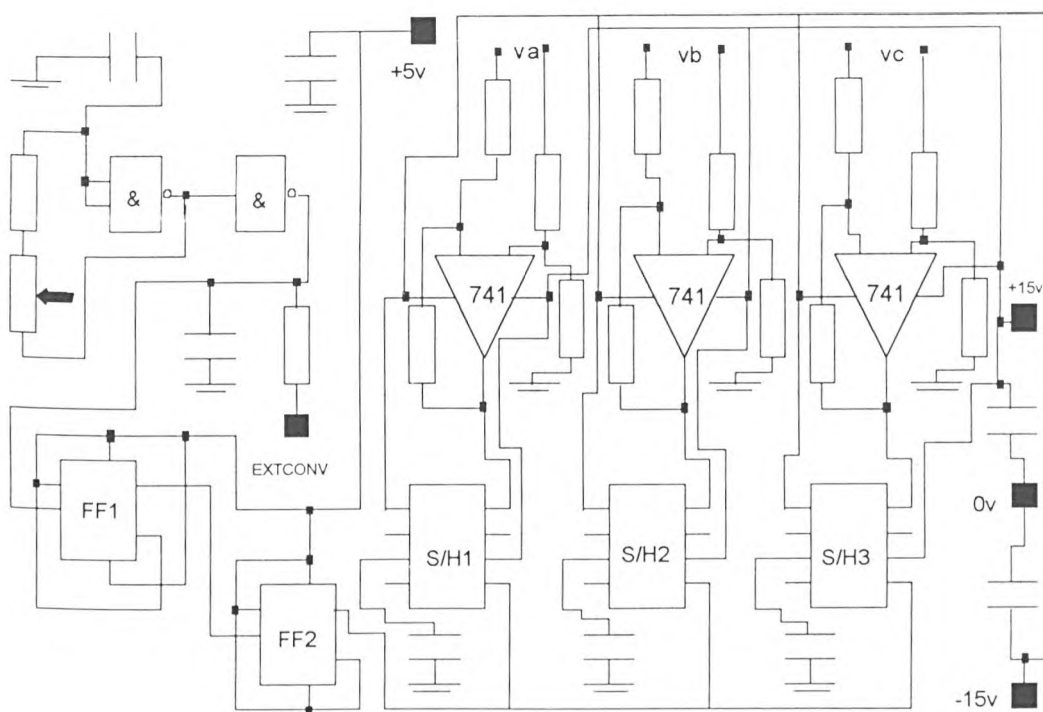 +5v
va
vb
vc
&
&
741
741
741
+15v
EXTCONV
FF1
S/H1
S/H2
S/H3
0v
FF2
-15v